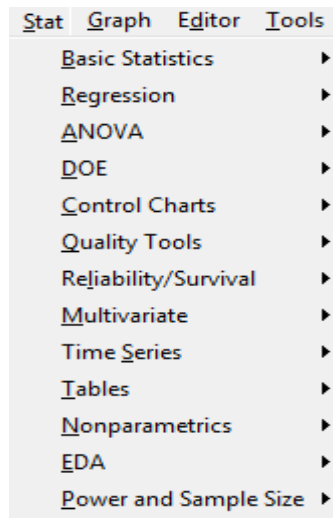 Stat Graph Editor Tools
Basic Statistics
Regression
ANOVA
DOE
Control Charts
Quality Tools
Reliability/Survival
Multivariate
Time Series
Tables
Nonparametrics
EDA
Power and Sample Size